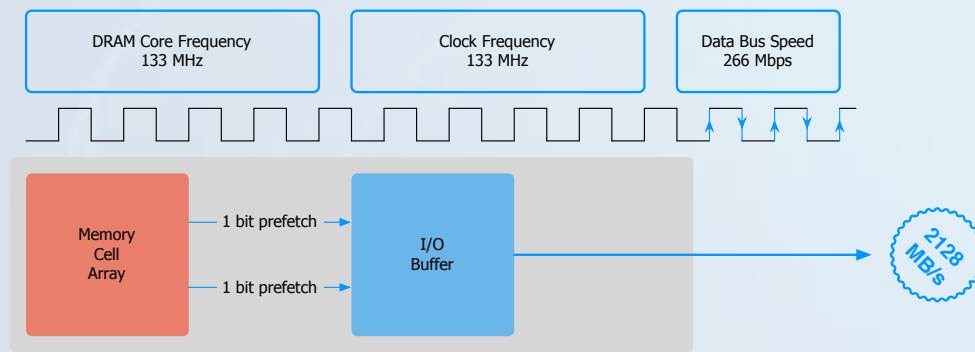 DRAM Core Frequency
133 MHz
Clock Frequency
133 MHz
Data Bus Speed
266 Mbps
Memory
Cell
Array
1 bit prefetch
1 bit prefetch
I/O
Buffer
2128
MB/s